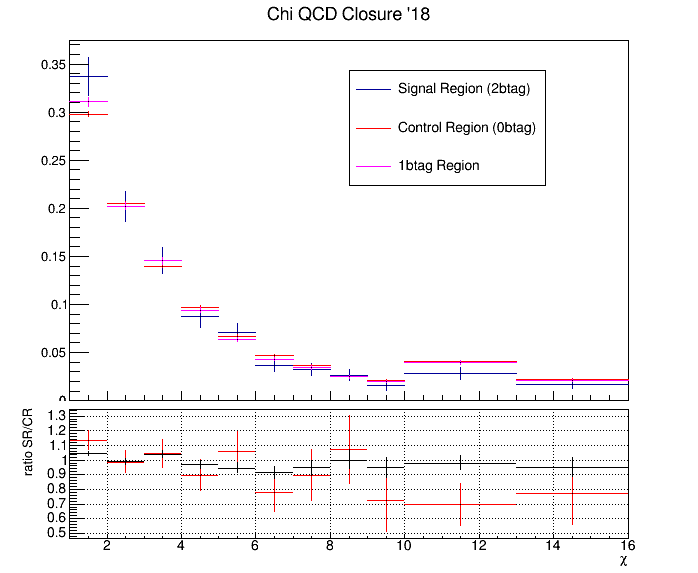 Chi QCD Closure '18
0.35
0.3
0.25
0.2
0.15
0.1
0.05
0
Signal Region (2btag)
Control Region (0btag)
1btag Region
ratio SR/CR
1.3
1.2
1.1
1
0.9
0.8
0.7
0.6
0.5
2 4 6 8 10 12 14 16
χ